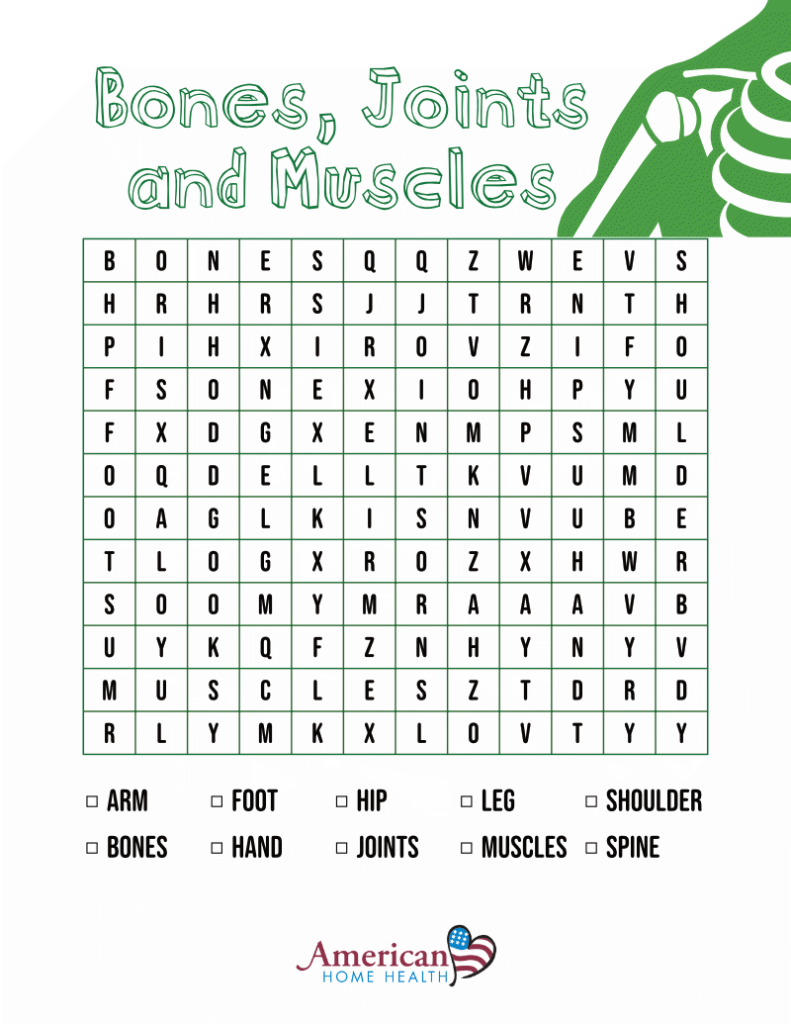 Bones, Joints
and Muscles
B O N E S Q Q Z W E V S
H R H R S J J T R N T H
P I H X I R O V Z I F O
F S O N E X I O H P Y U
F X D G X E N M P S M L
O Q D E L L T K V U M D
O A G L K I S N V U B E
T L O G X R O Z X H W R
S O O M Y M R A A A V B
U Y K Q F Z N H Y N Y V
M U S C L E S Z T D R D
R L Y M K X L O V T Y Y
ARM FOOT HIP LEG SHOULDER
BONES HAND JOINTS MUSCLES SPINE
American
HOME HEALTH